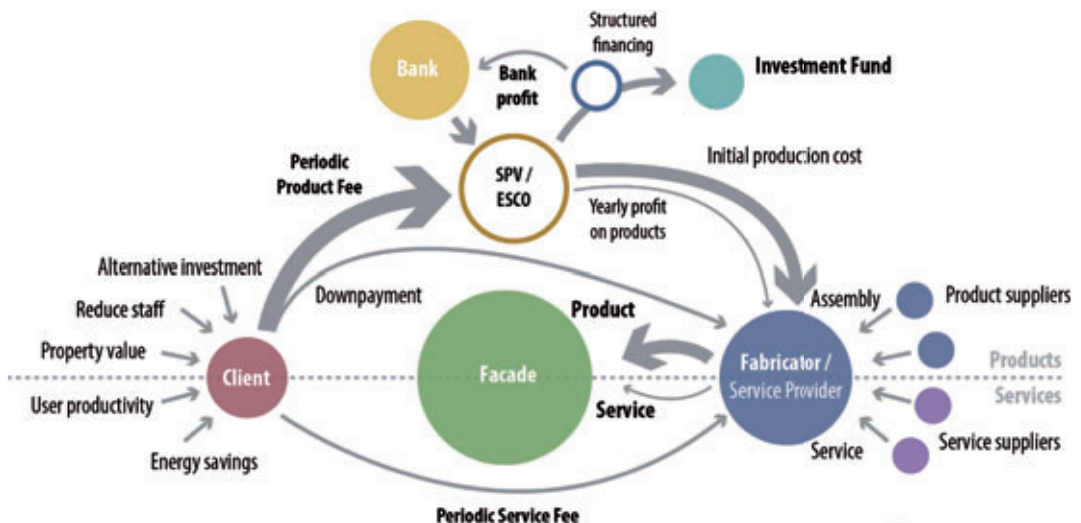 Structured
financing
Bank
Bank
profit
Investment Fund
Periodic
Product Fee
SPV /
ESCO
Initial production cost
Yearly profit
on products
Alternative investment
Reduce staff
Property value
User productivity
Energy savings
Client
Downpayment
Product
Facade
Service
Assembly
Product suppliers
Fabricator /
Service Provider
Products
Services
Service suppliers
Service
Periodic Service Fee